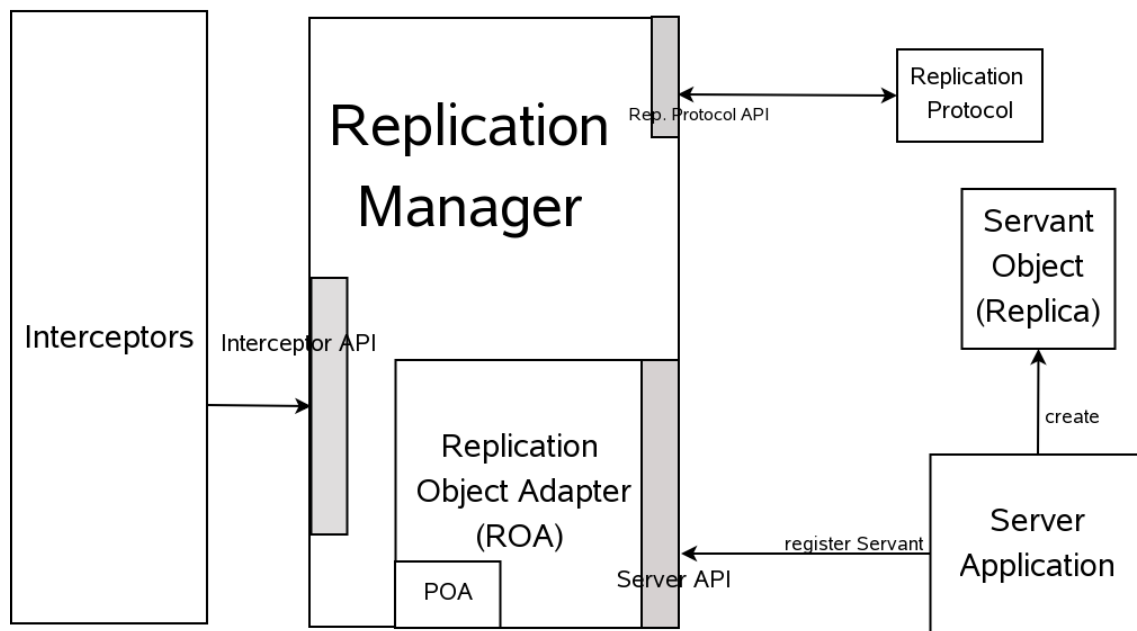 Replication
Manager
Rep. Protocol API
Replication
Protocol
Servant
Object
(Replica)
Interceptors
Interceptor API
create
Replication
Object Adapter
(ROA)
POA
Server API
register Servant
Server
Application